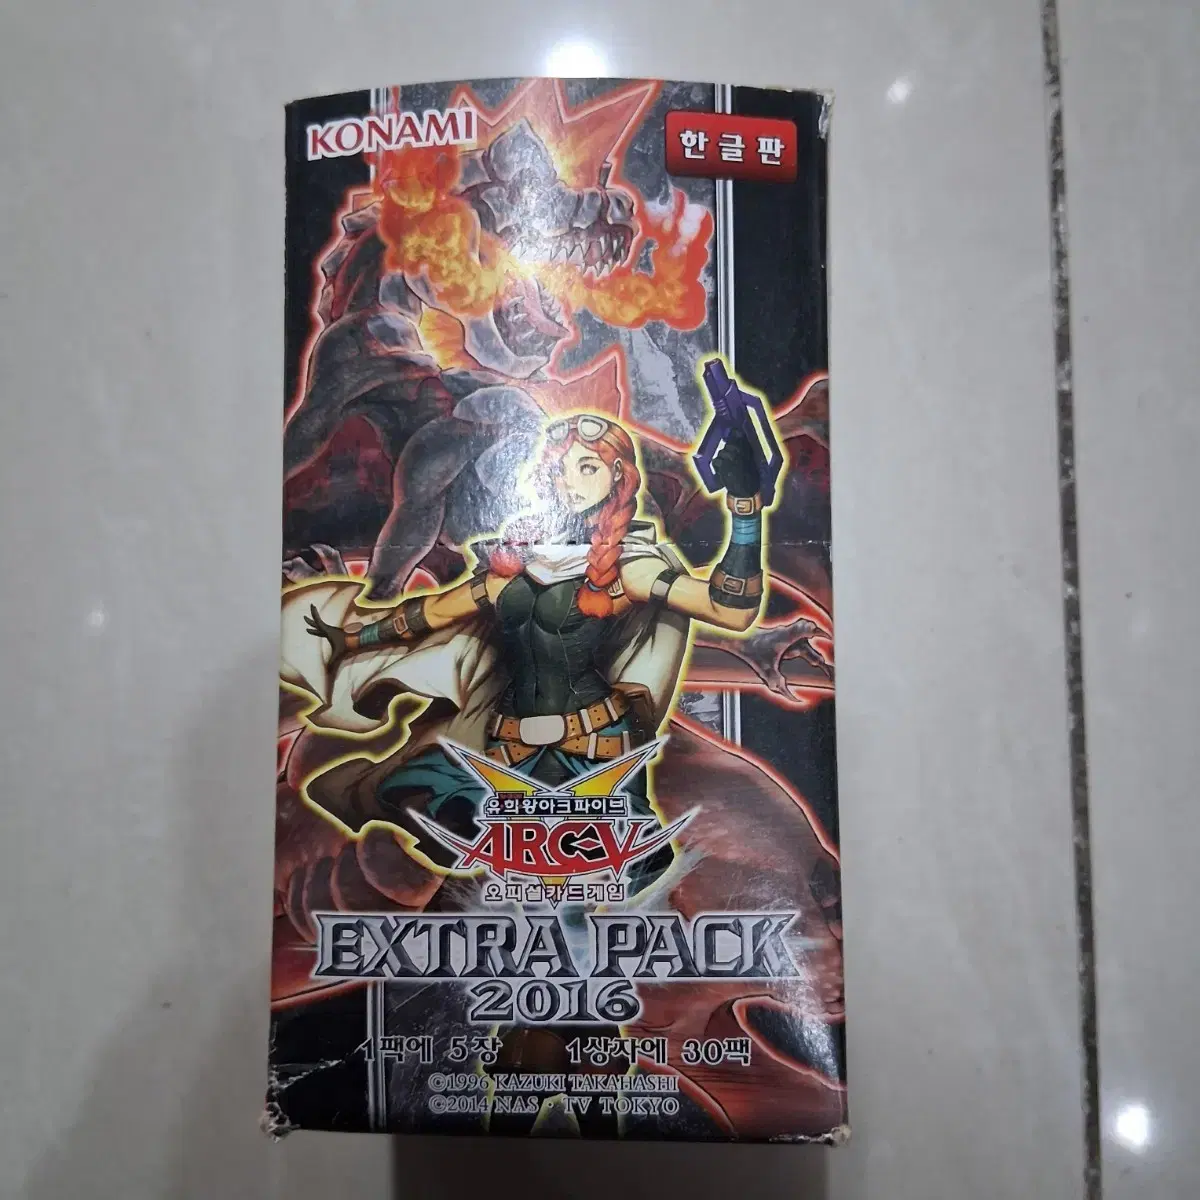 KONAMI
한글판
유희왕아크파이브
ARC-V
오피셜카드게임
EXTRA PACK
2016
1팩에 5장 1상자에 30팩
©1996 KAZUKI TAKAHASHI
©2014 NAS・TV TOKYO